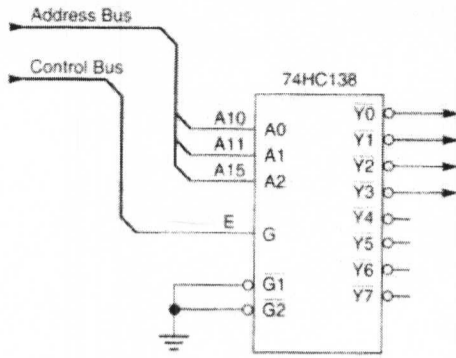 Address Bus
Control Bus
74HC138
A10
A11
A15
E
A0
A1
A2
G
G1
G2
Y0
Y1
Y2
Y3
Y4
Y5
Y6
Y7